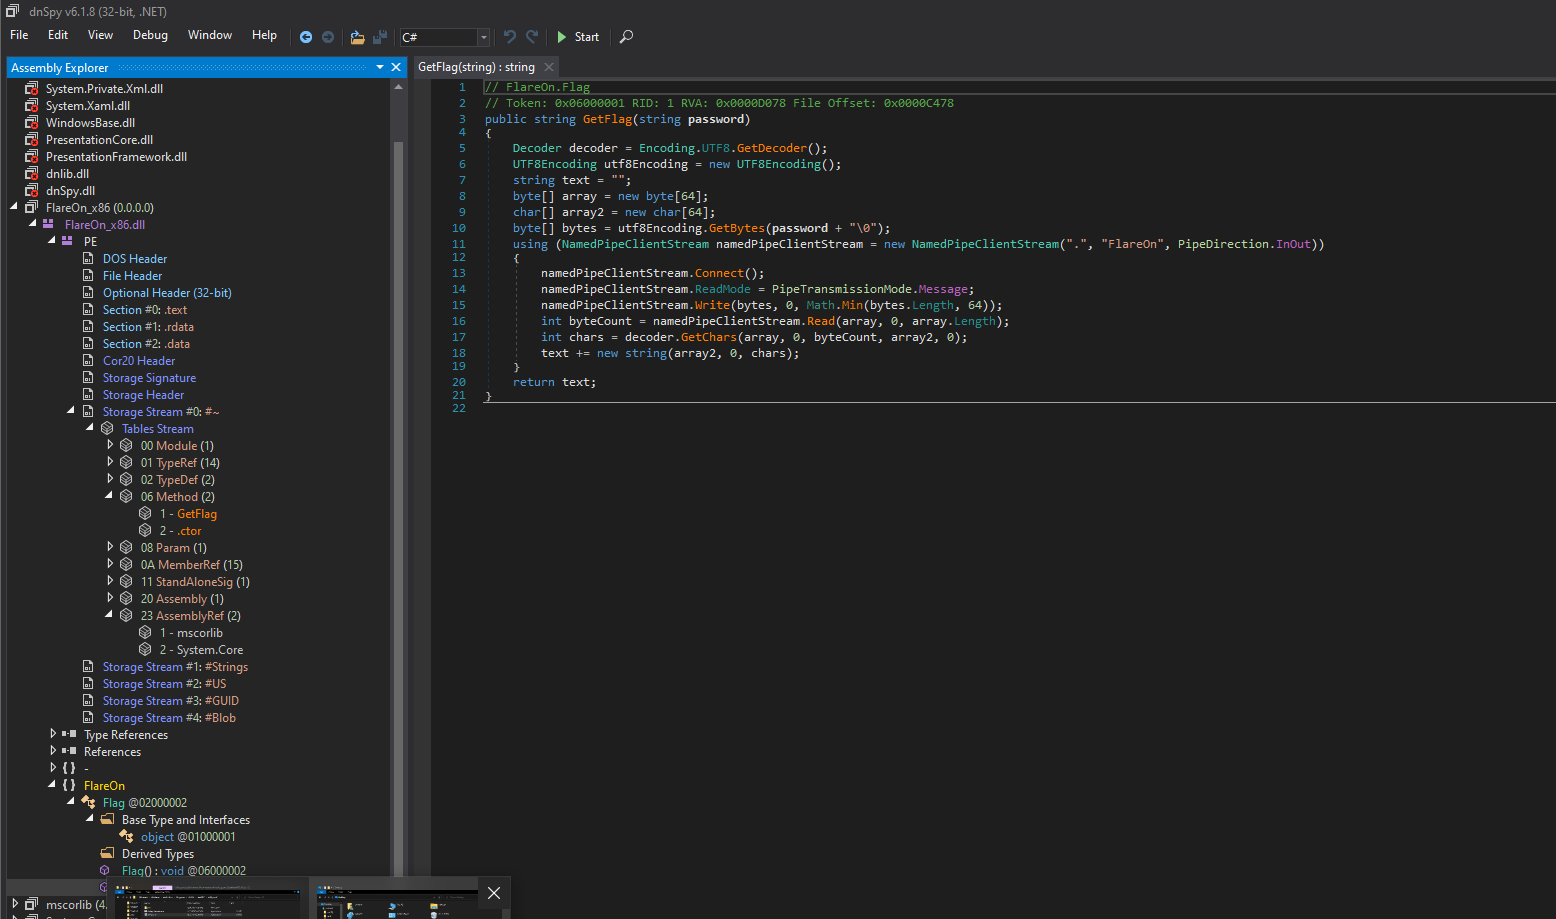 dnSpy v6.1.8 (32-bit, .NET)
File Edit View Debug Window Help C# Start
Assembly Explorer
System.Private.Xml.dll
System.Xaml.dll
WindowsBase.dll
PresentationCore.dll
PresentationFramework.dll
dnlib.dll
dnSpy.dll
FlareOn_x86 (0.0.0.0)
FlareOn_x86.dll
PE
DOS Header
File Header
Optional Header (32-bit)
Section #0: .text
Section #1: .rdata
Section #2: .data
Cor20 Header
Storage Signature
Storage Header
Storage Stream #0: #~
Tables Stream
00 Module (1)
01 TypeRef (14)
02 TypeDef (2)
06 Method (2)
1 - GetFlag
2 - .ctor
08 Param (1)
0A MemberRef (15)
11 StandAloneSig (1)
20 Assembly (1)
23 AssemblyRef (2)
1 - mscorlib
2 - System.Core
Storage Stream #1: #Strings
Storage Stream #2: #US
Storage Stream #3: #GUID
Storage Stream #4: #Blob
Type References
References
{ } -
{ } FlareOn
Flag @02000002
Base Type and Interfaces
object @01000001
Derived Types
Flag() : void @06000002
mscorlib (4.
GetFlag(string) : string
1 // FlareOn.Flag
2 // Token: 0x06000001 RID: 1 RVA: 0x0000D078 File Offset: 0x0000C478
3 public string GetFlag(string password)
4 {
5 Decoder decoder = Encoding.UTF8.GetDecoder();
6 UTF8Encoding utf8Encoding = new UTF8Encoding();
7 string text = "";
8 byte[] array = new byte[64];
9 char[] array2 = new char[64];
10 byte[] bytes = utf8Encoding.GetBytes(password + "\0");
11 using (NamedPipeClientStream namedPipeClientStream = new NamedPipeClientStream(".", "FlareOn", PipeDirection.InOut))
12 {
13 namedPipeClientStream.Connect();
14 namedPipeClientStream.ReadMode = PipeTransmissionMode.Message;
15 namedPipeClientStream.Write(bytes, 0, Math.Min(bytes.Length, 64));
16 int byteCount = namedPipeClientStream.Read(array, 0, array.Length);
17 int chars = decoder.GetChars(array, 0, byteCount, array2, 0);
18 text += new string(array2, 0, chars);
19 }
20 return text;
21 }
22